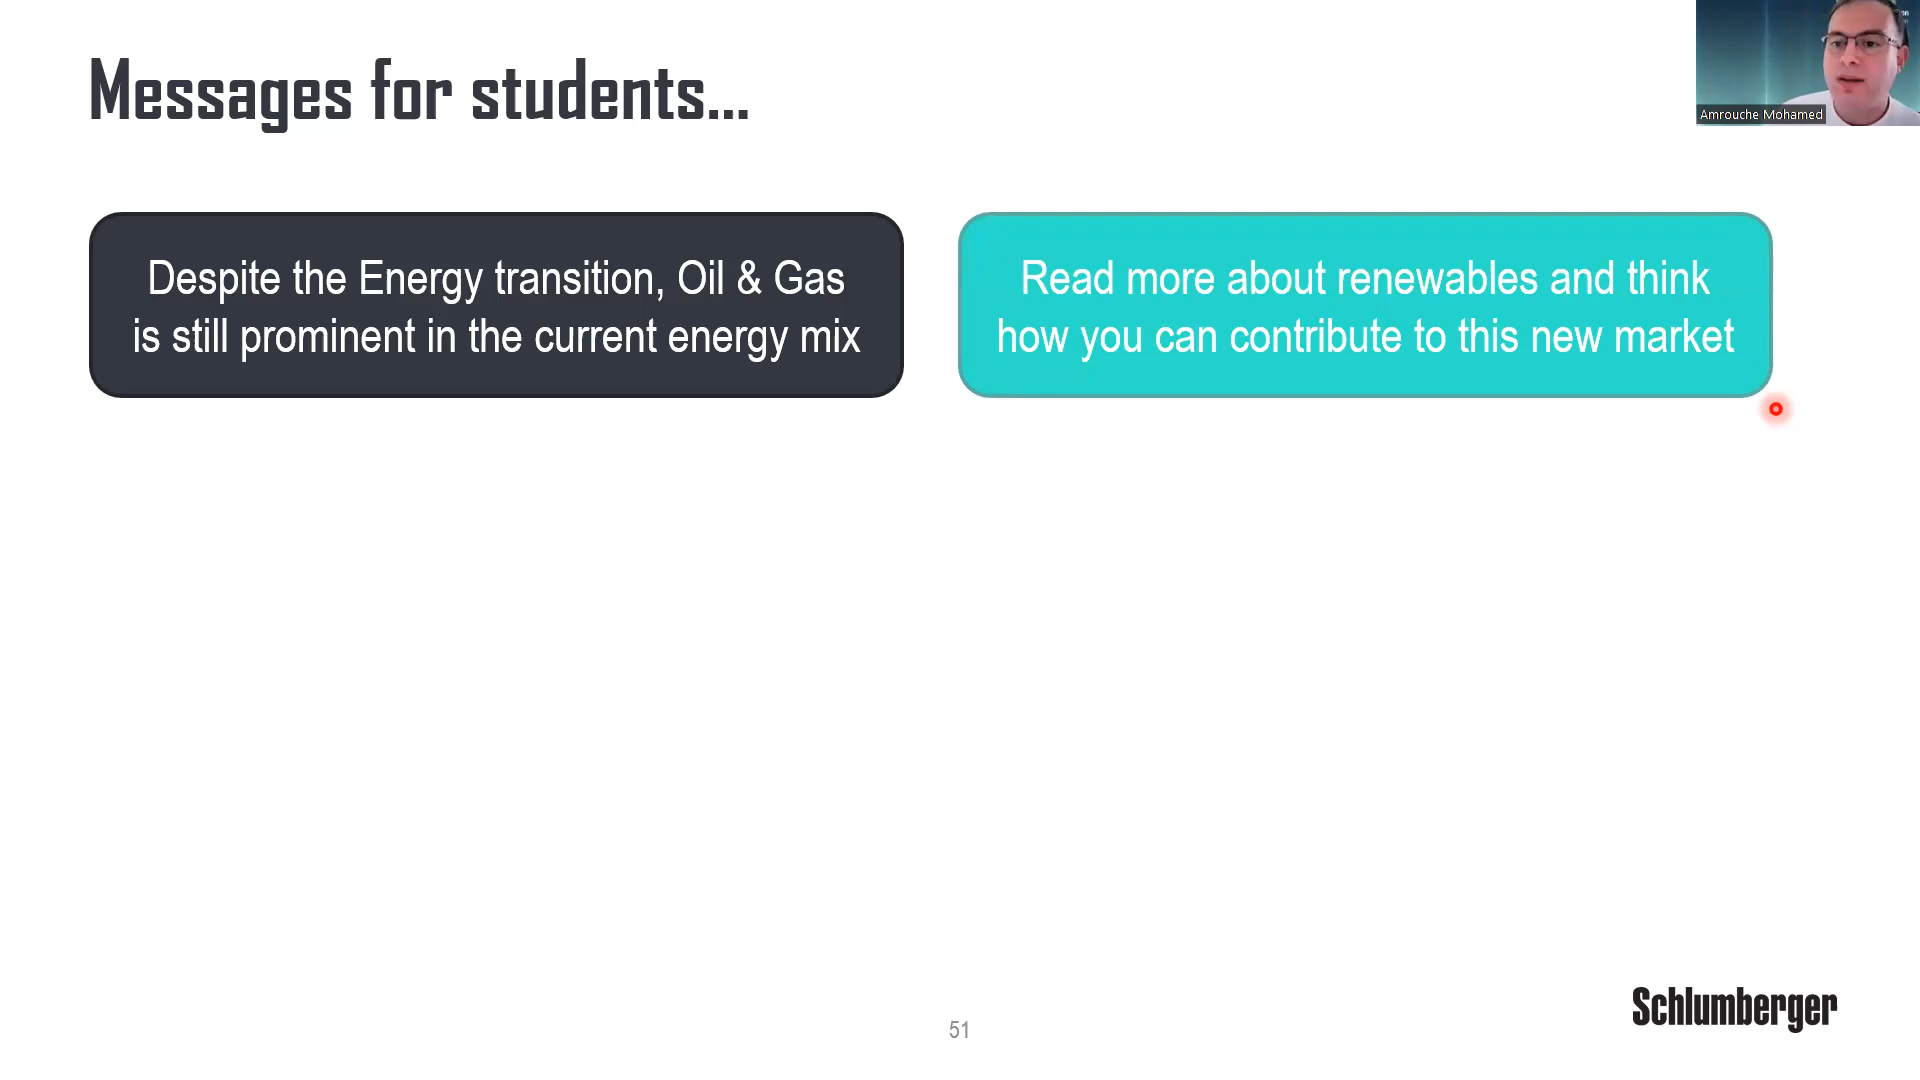 Messages for students...
Amrouche Mohamed
Despite the Energy transition, Oil & Gas
is still prominent in the current energy mix
Read more about renewables and think
how you can contribute to this new market
Schlumberger
51